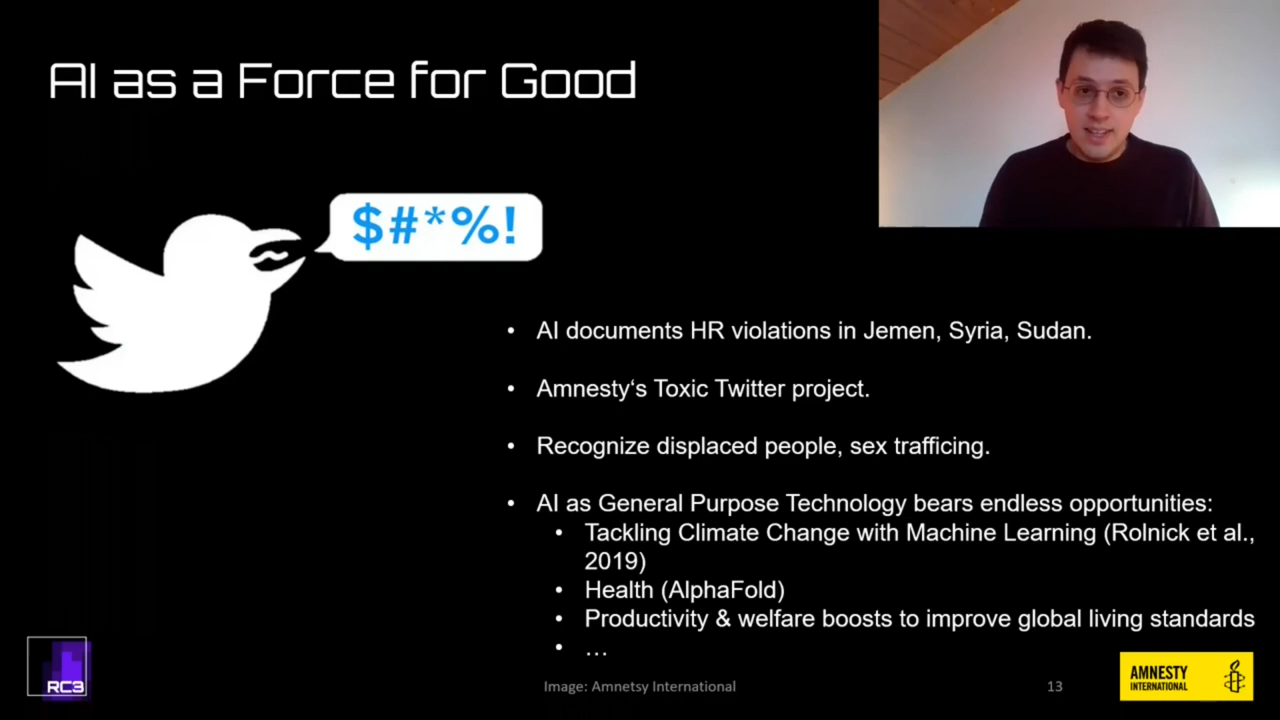 AI as a Force for Good
$#*%!
• AI documents HR violations in Jemen, Syria, Sudan.
• Amnesty‘s Toxic Twitter project.
• Recognize displaced people, sex trafficking.
• AI as General Purpose Technology bears endless opportunities:
• Tackling Climate Change with Machine Learning (Rolnick et al.,
2019)
• Health (AlphaFold)
• Productivity & welfare boosts to improve global living standards
• …
RC3
Image: Amnetsy International
13
AMNESTY
INTERNATIONAL